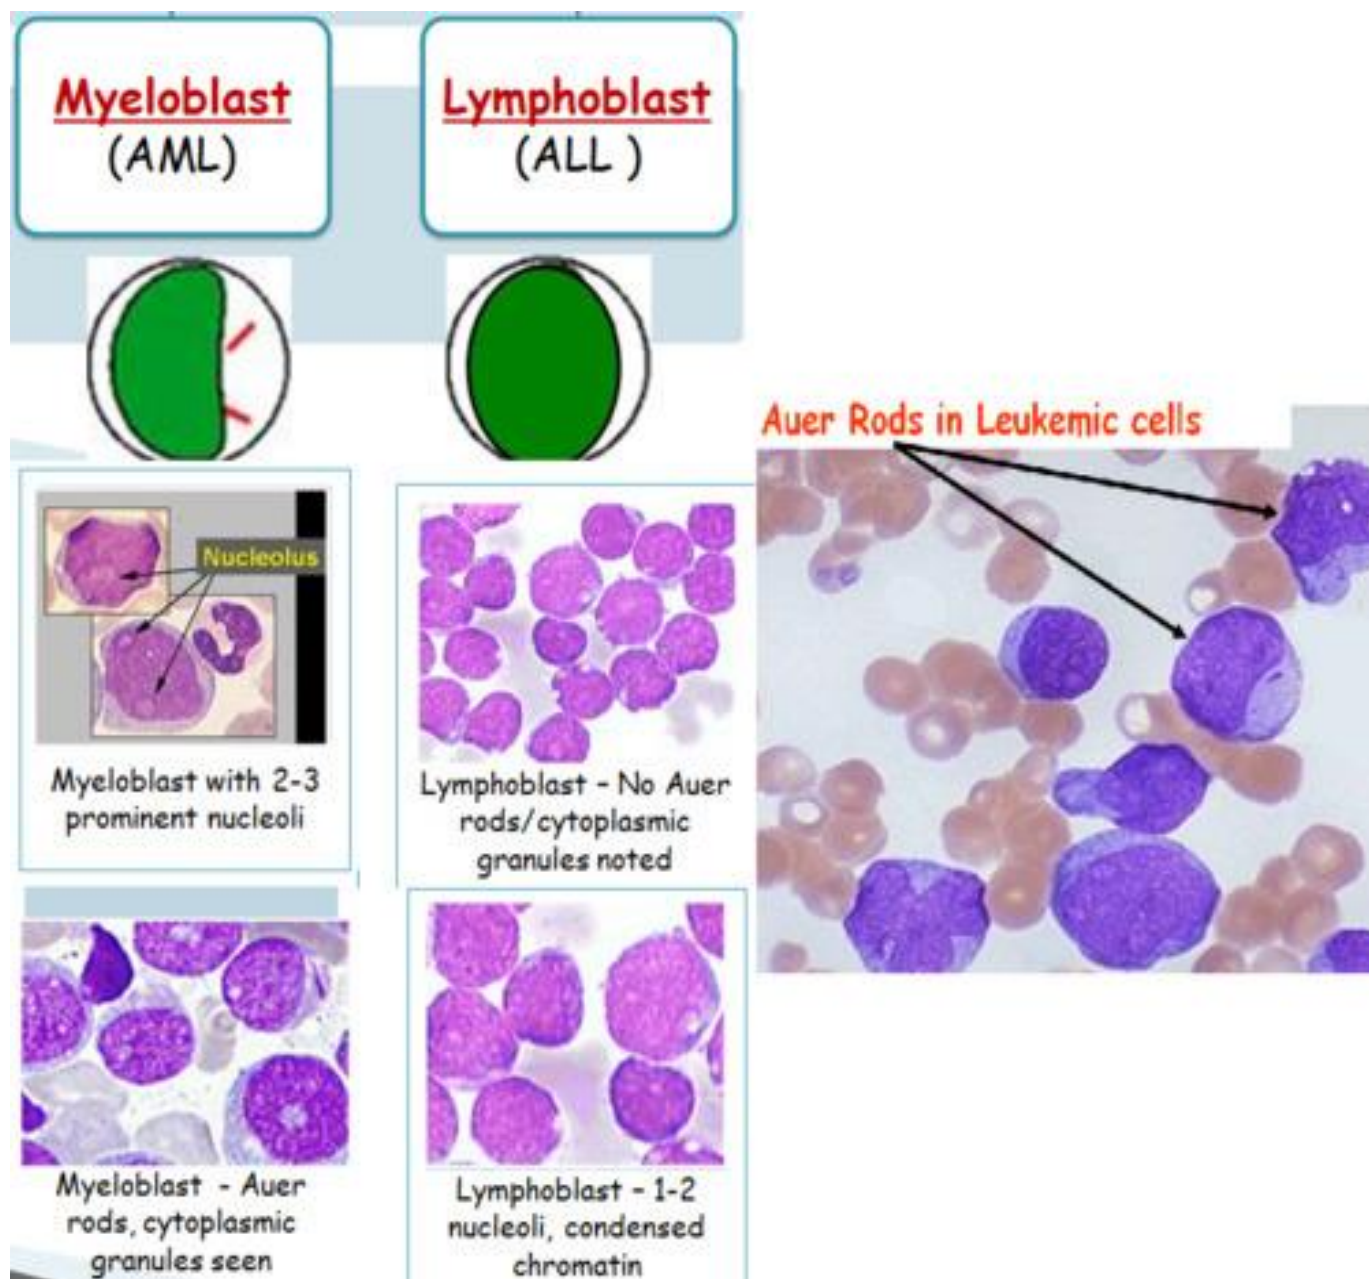 Myeloblast
(AML)
Lymphoblast
(ALL )
Auer Rods in Leukemic cells
Nucleolus
Myeloblast with 2-3
prominent nucleoli
Lymphoblast - No Auer
rods/cytoplasmic
granules noted
Myeloblast - Auer
rods, cytoplasmic
granules seen
Lymphoblast - 1-2
nucleoli, condensed
chromatin